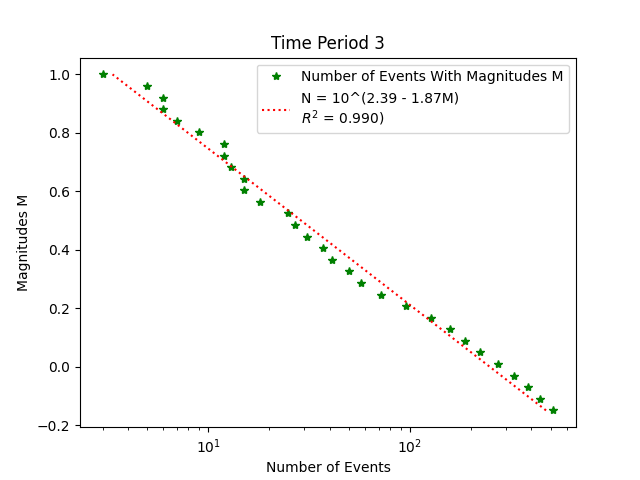 Time Period 3
Number of Events With Magnitudes M
N = 10^(2.39 - 1.87M)
R² = 0.990)
Magnitudes M
1.0
0.8
0.6
0.4
0.2
0.0
−0.2
10¹ 10²
Number of Events